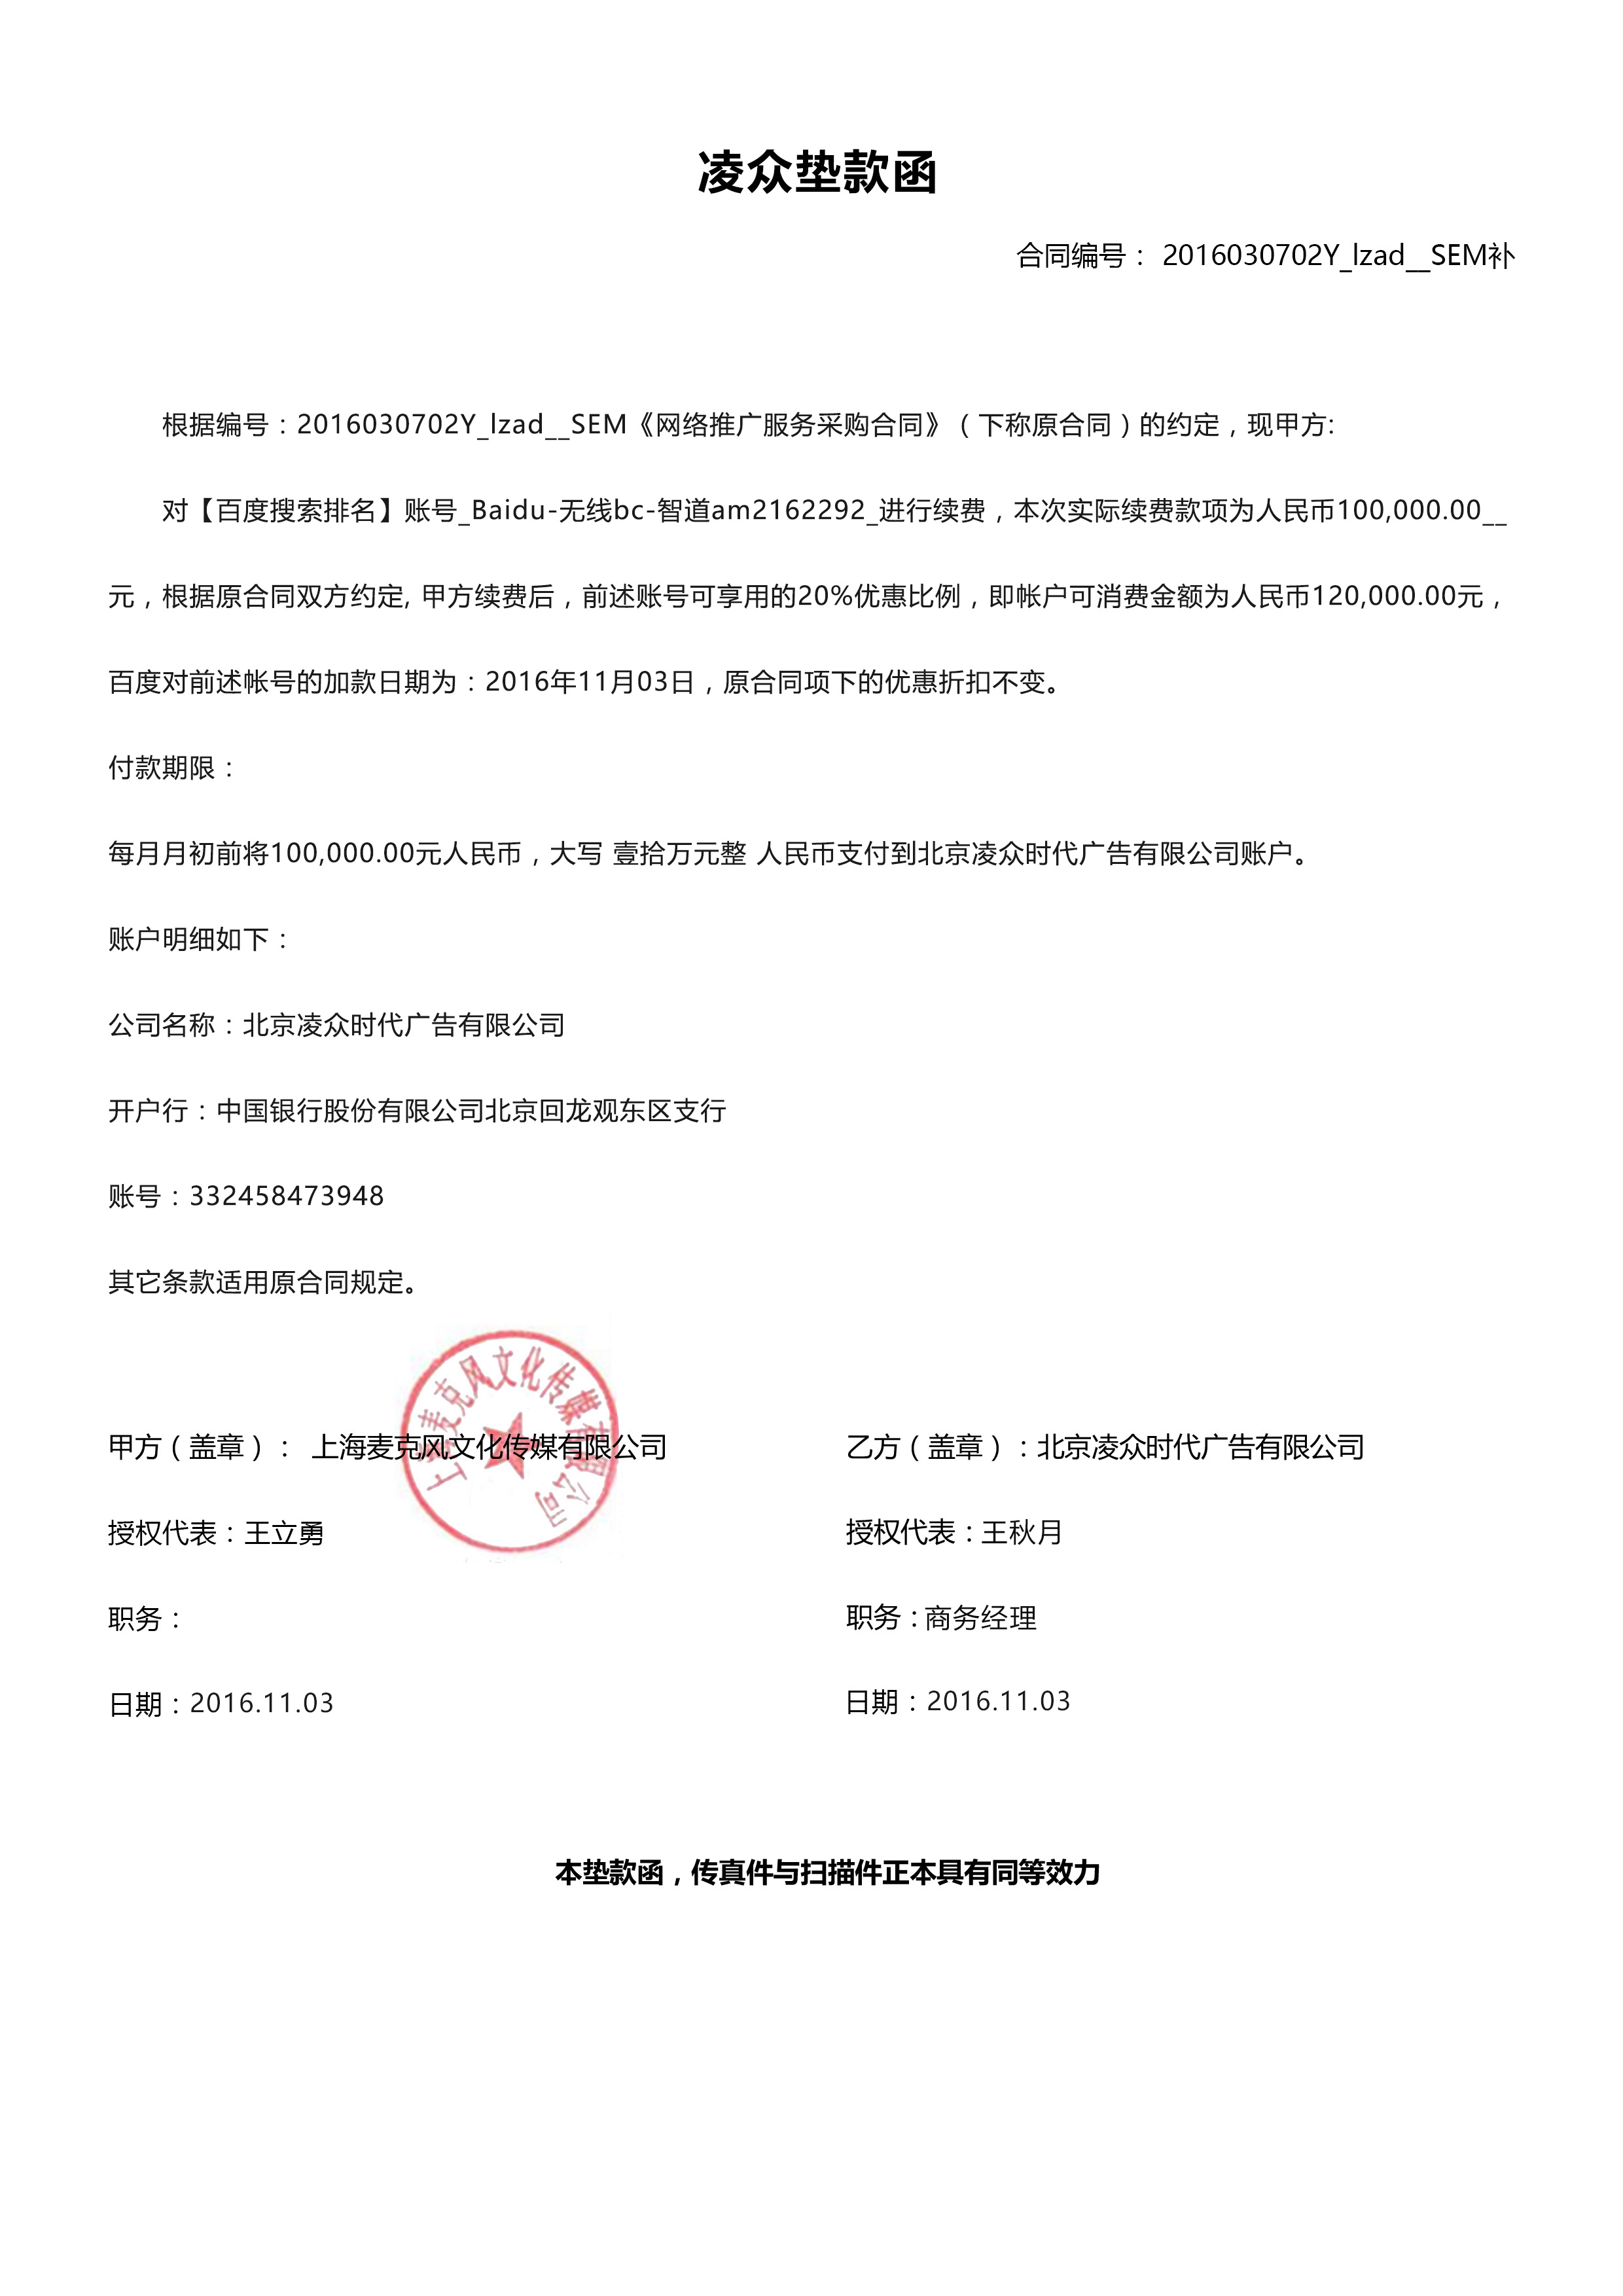 凌众垫款函
合同编号： 2016030702Y_lzad__SEM补
根据编号：2016030702Y_lzad__SEM《网络推广服务采购合同》（下称原合同）的约定，现甲方:
对【百度搜索排名】账号_Baidu-无线bc-智道am2162292_进行续费，本次实际续费款项为人民币100,000.00__
元，根据原合同双方约定, 甲方续费后，前述账号可享用的20%优惠比例，即帐户可消费金额为人民币120,000.00元，
百度对前述帐号的加款日期为：2016年11月03日，原合同项下的优惠折扣不变。
付款期限：
每月月初前将100,000.00元人民币，大写 壹拾万元整 人民币支付到北京凌众时代广告有限公司账户。
账户明细如下：
公司名称：北京凌众时代广告有限公司
开户行：中国银行股份有限公司北京回龙观东区支行
账号：332458473948
其它条款适用原合同规定。
上海麦克风文化传媒有限公司
甲方（盖章）： 上海麦克风文化传媒有限公司
授权代表：王立勇
职务：
日期：2016.11.03
乙方（盖章）：北京凌众时代广告有限公司
授权代表：王秋月
职务：商务经理
日期：2016.11.03
本垫款函，传真件与扫描件正本具有同等效力